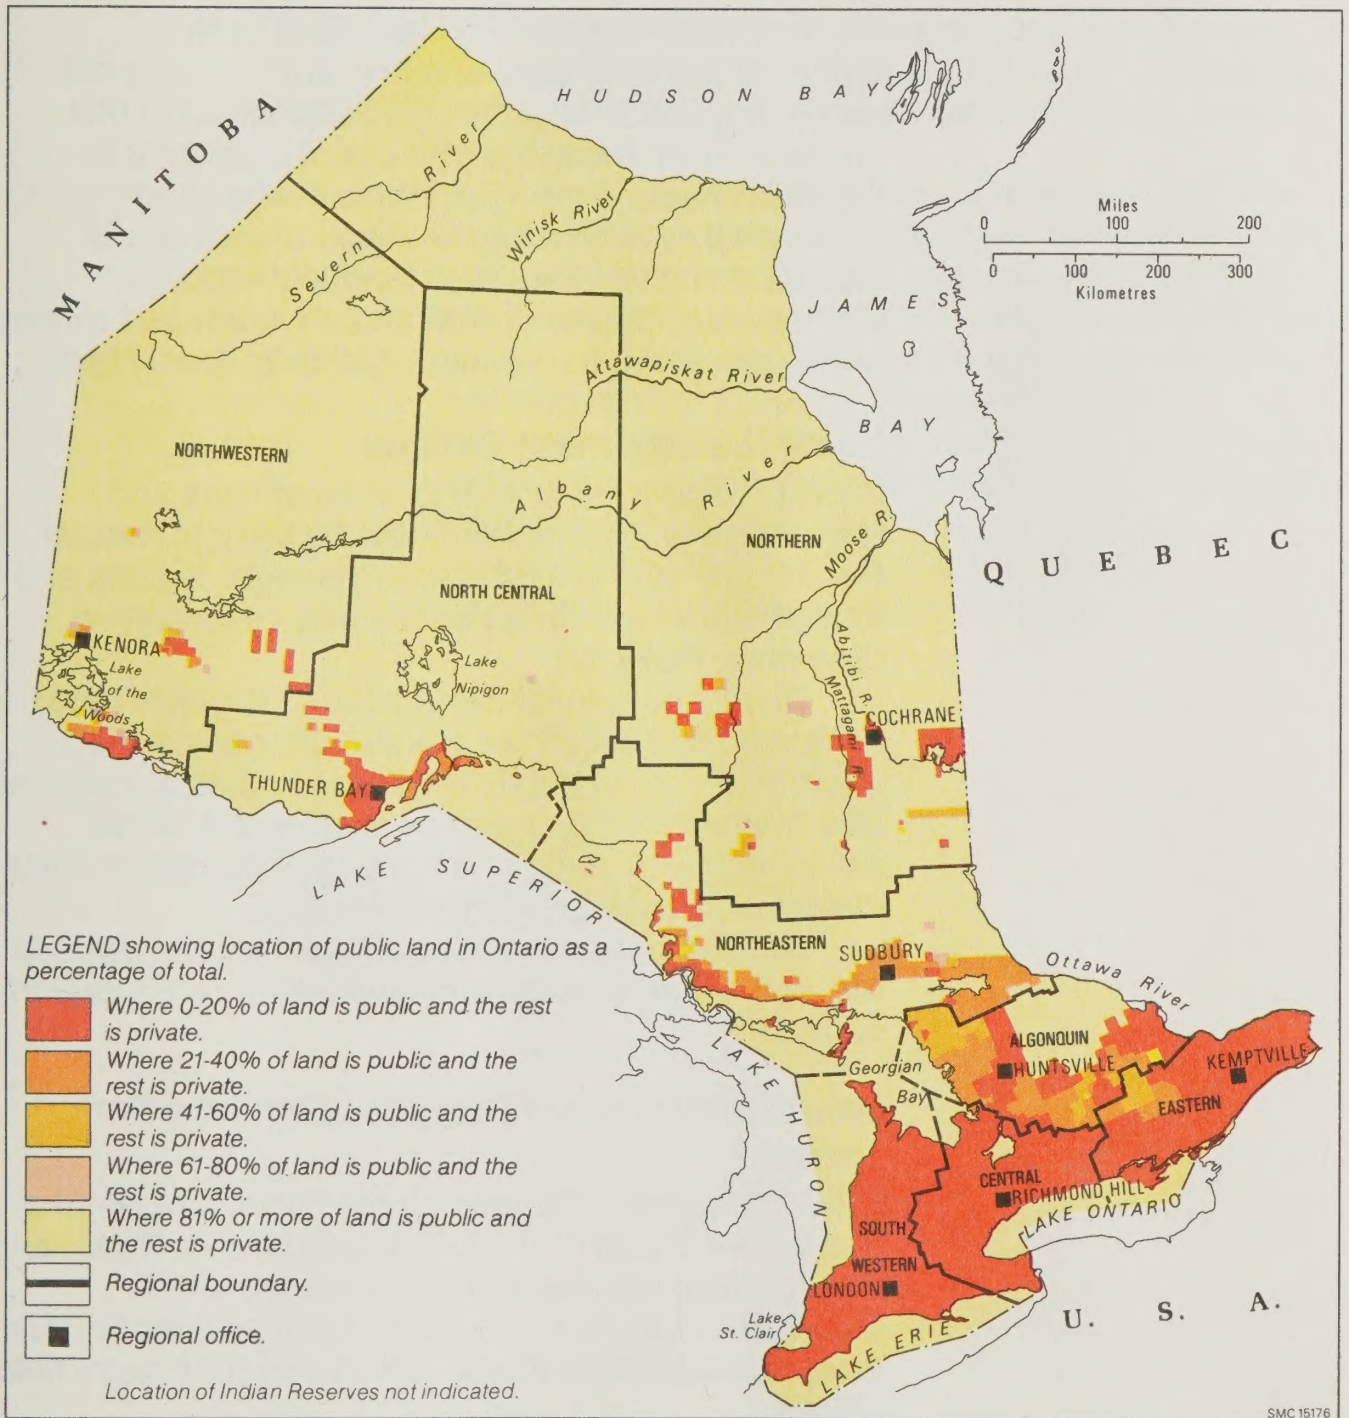 MANITOBA
HUDSON BAY
Miles
0 100 200
0 100 200 300
Kilometres
Severn River
Winisk River
JAMES
BAY
Attawapiskat River
NORTHWESTERN
Albany River
NORTHERN
Moose R.
QUEBEC
NORTH CENTRAL
KENORA
Lake
of the
Woods
Lake
Nipigon
Abitibi R.
Mattagami R.
COCHRANE
THUNDER BAY
LAKE SUPERIOR
NORTHEASTERN
SUDBURY
Ottawa River
ALGONQUIN
HUNTSVILLE
KEMPTVILLE
EASTERN
Georgian
Bay
LAKE HURON
CENTRAL
RICHMOND HILL
LAKE ONTARIO
SOUTH
WESTERN
LONDON
Lake
St. Clair
LAKE ERIE
U. S. A.
LEGEND showing location of public land in Ontario as a
percentage of total.
Where 0-20% of land is public and the rest
is private.
Where 21-40% of land is public and the
rest is private.
Where 41-60% of land is public and the
rest is private.
Where 61-80% of land is public and the
rest is private.
Where 81% or more of land is public and
the rest is private.
Regional boundary.
Regional office.
Location of Indian Reserves not indicated.
SMC 15176